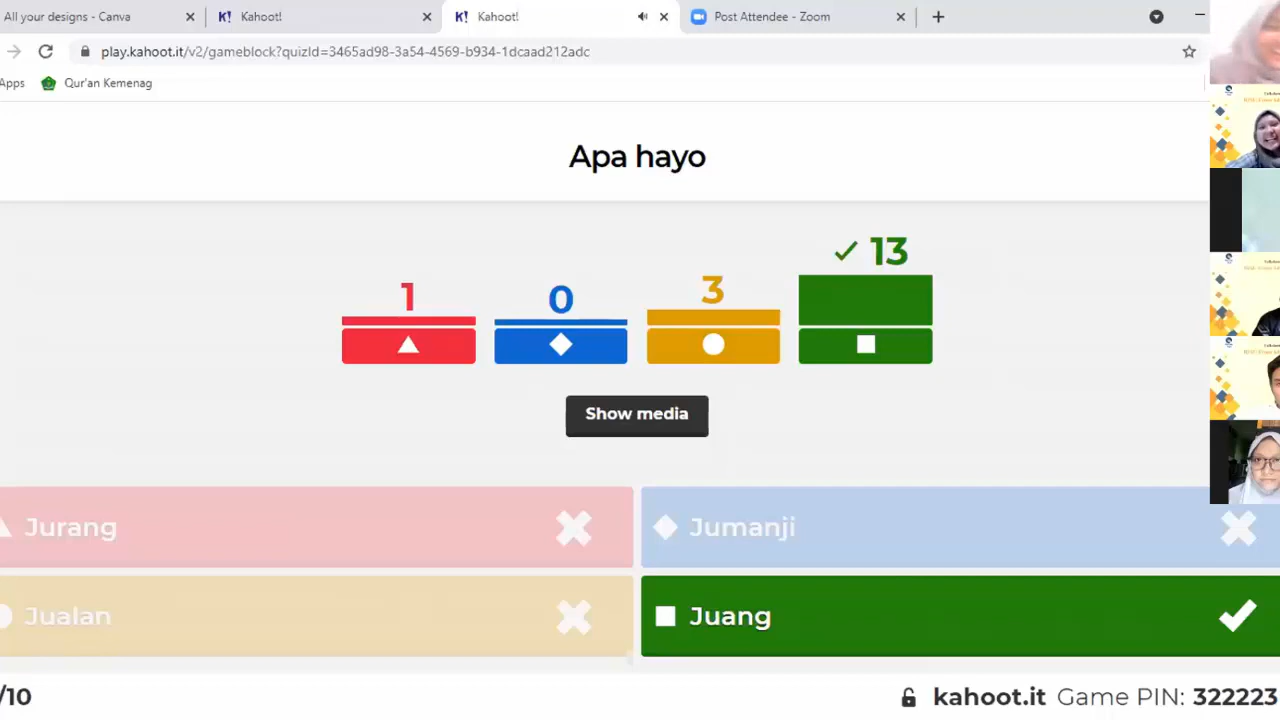 All your designs - Canva
Kahoot!
Kahoot!
Post Attendee - Zoom
play.kahoot.it/v2/gameblock?quizId=3465ad98-3a54-4569-b934-1dcaad212adc
Apps
Qur'an Kemenag
Apa hayo
1
0
3
13
Show media
Jurang
Jumanji
Jualan
Juang
/10
kahoot.it Game PIN: 322223